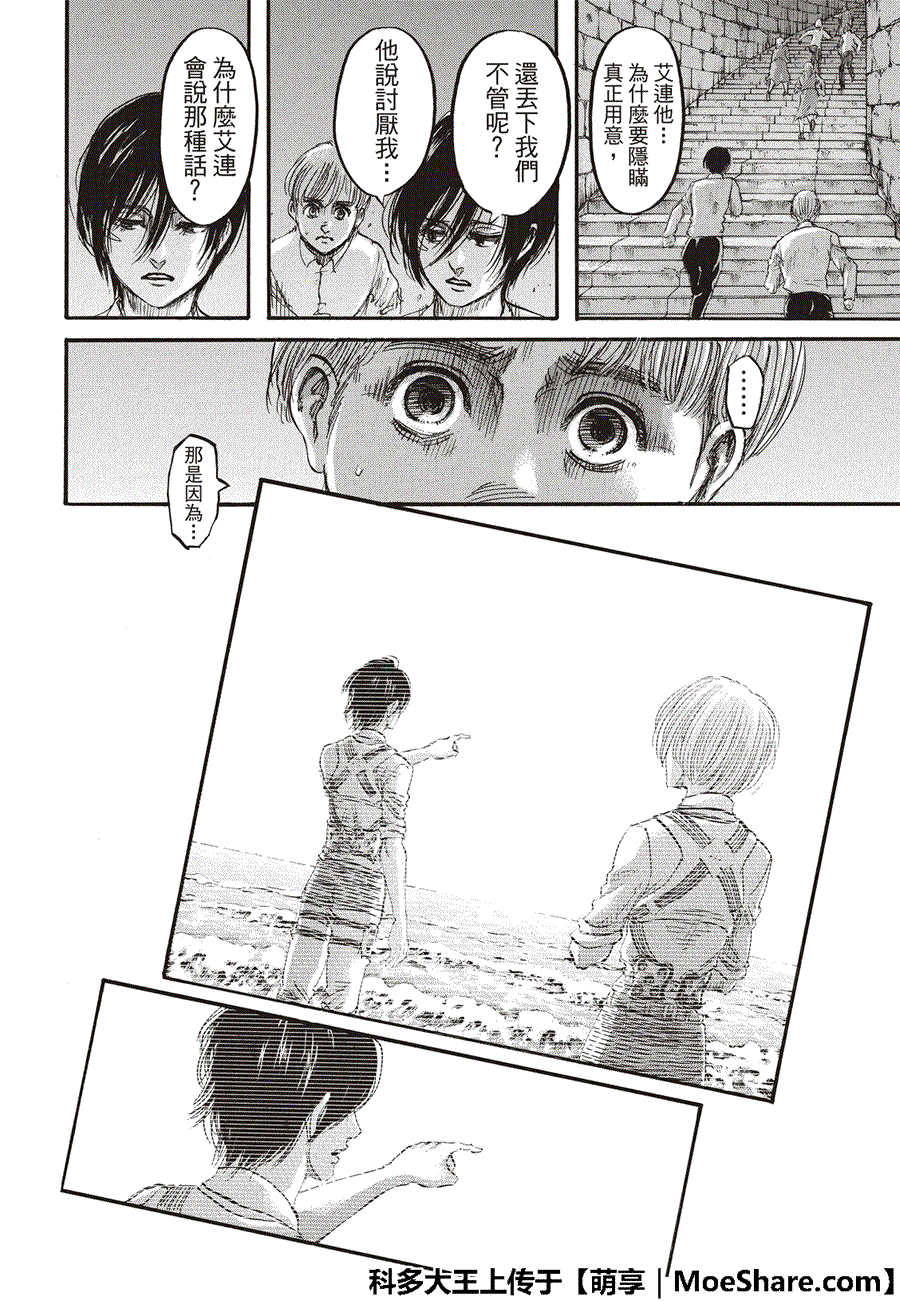 艾連他…
為什麼要隱瞞
真正用意，
還丟下我們
不管呢？
他說討厭我…
為什麼艾連
會說那種話？
……
那是因為…
科多大王上传于【萌享｜MoeShare.com】